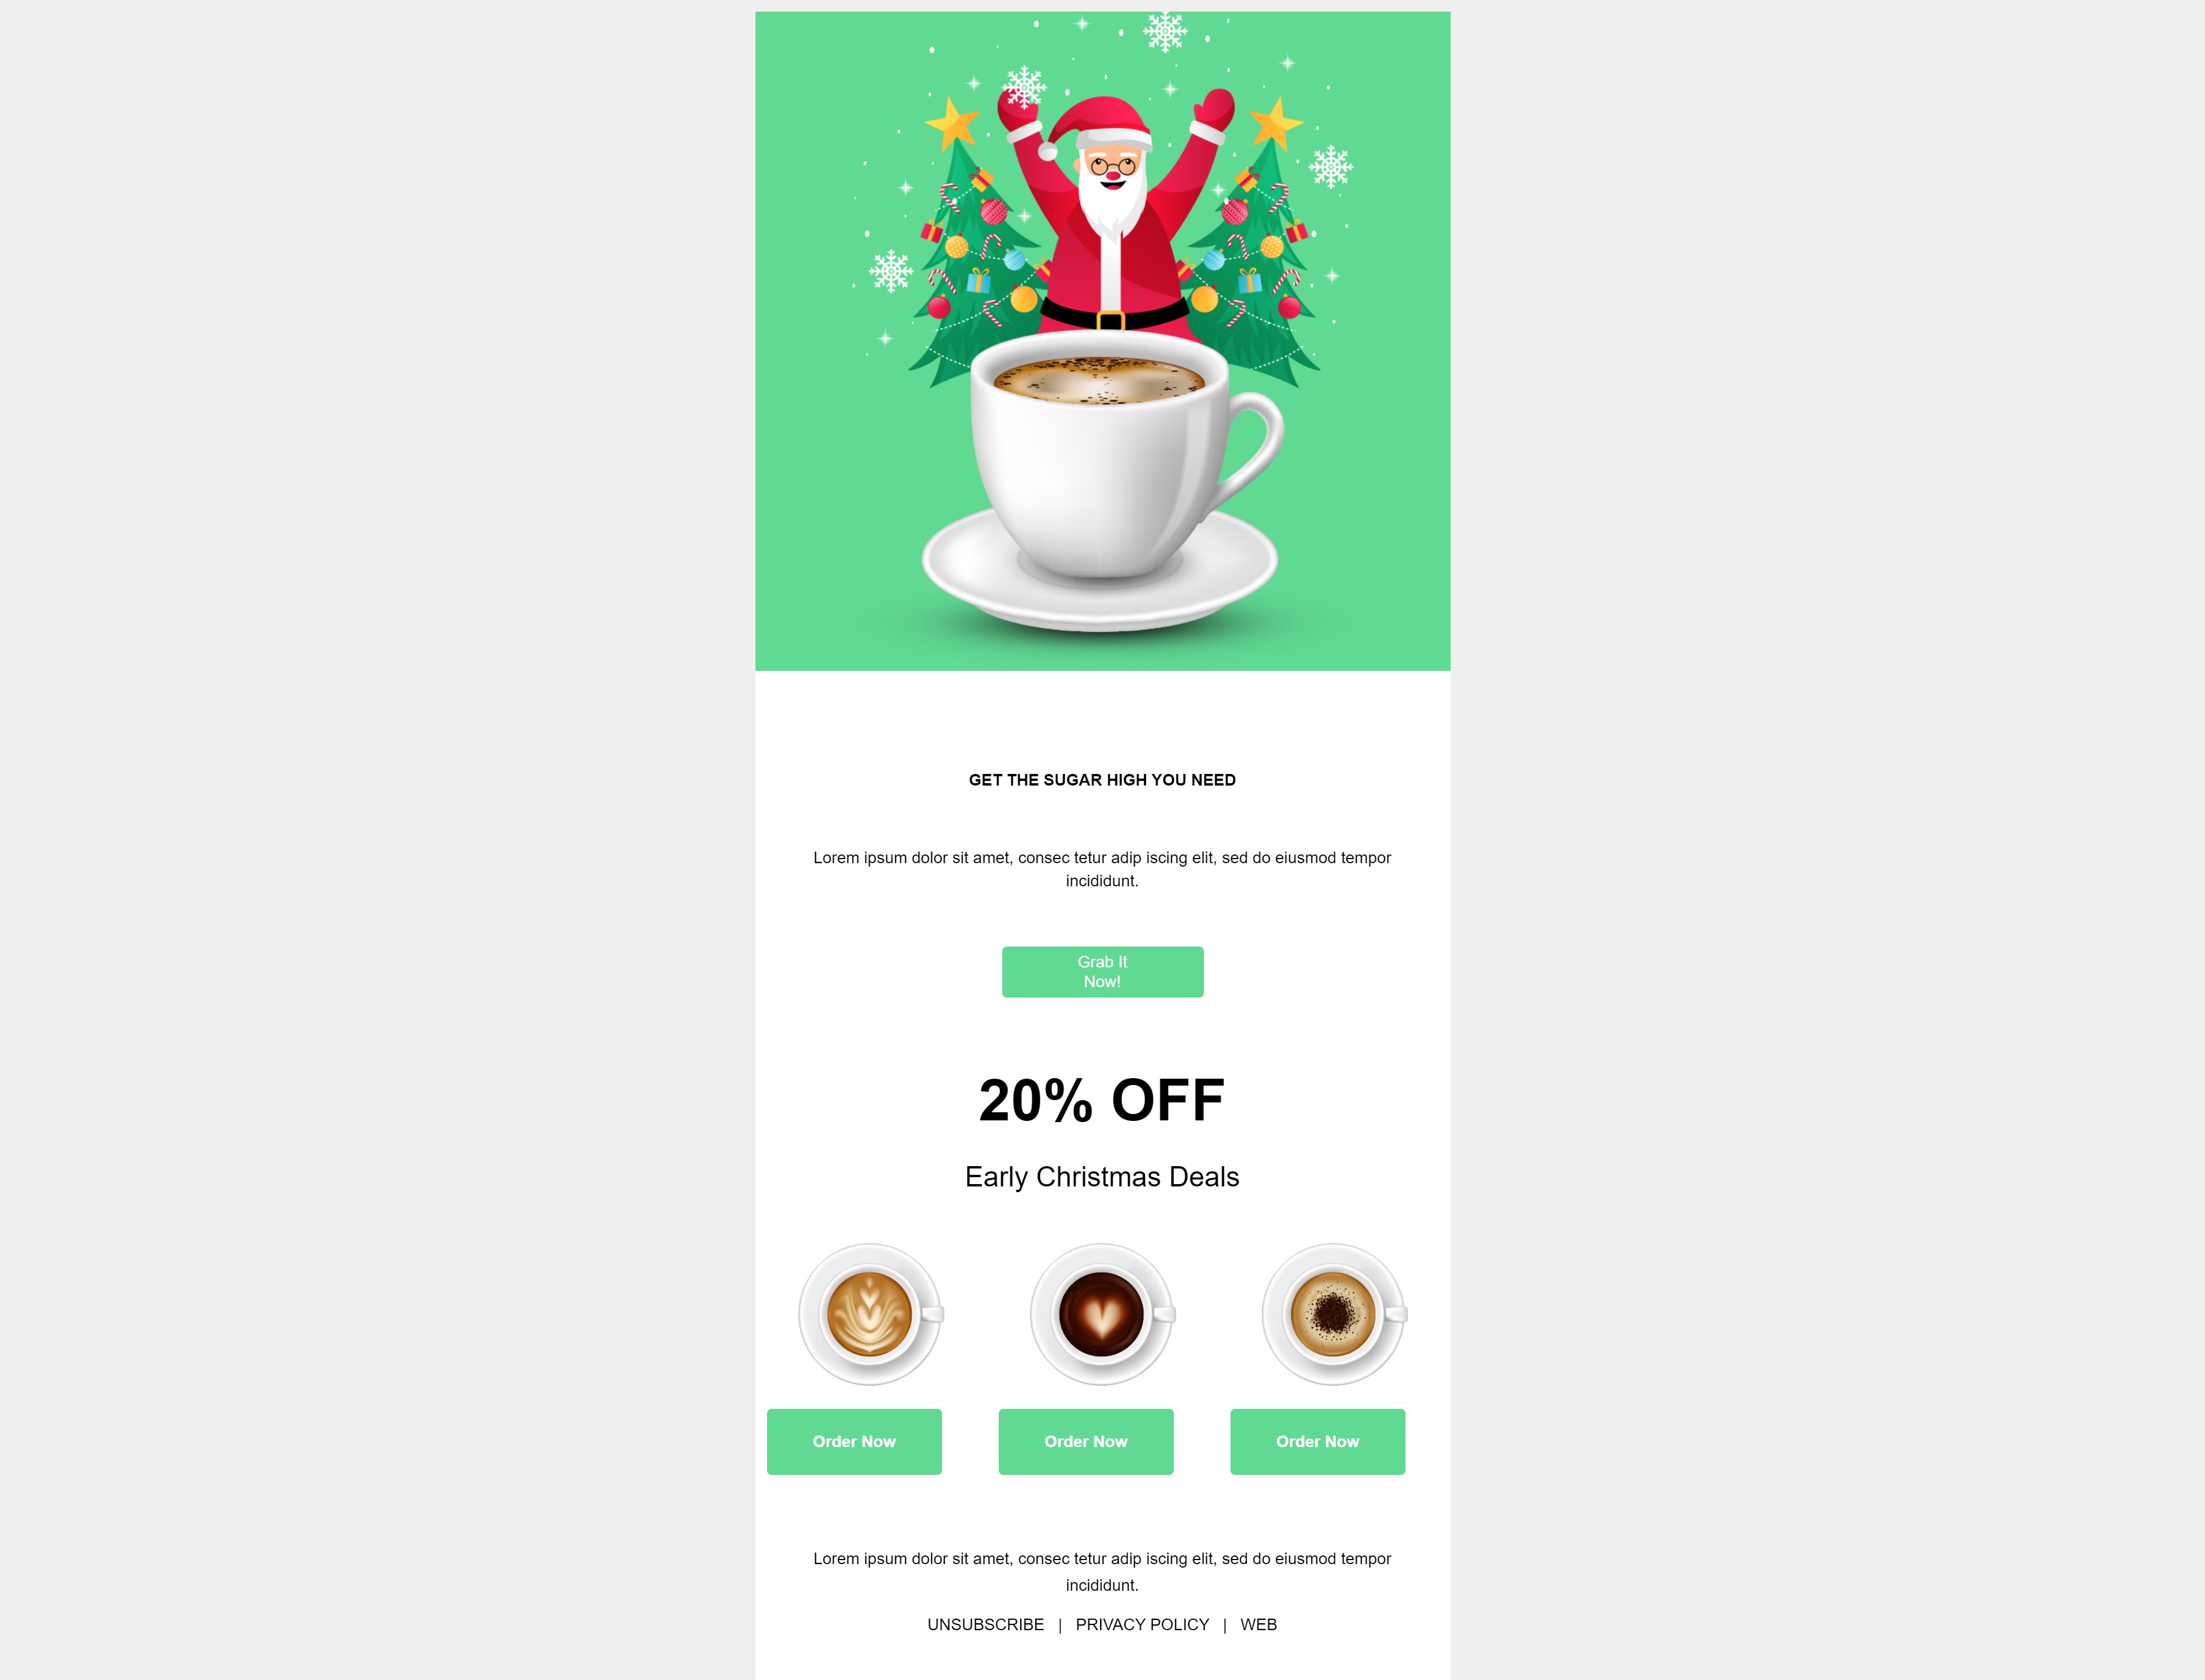 GET THE SUGAR HIGH YOU NEED
Lorem ipsum dolor sit amet, consec tetur adip iscing elit, sed do eiusmod tempor
incididunt.
Grab It
Now!
20% OFF
Early Christmas Deals
Order Now
Order Now
Order Now
Lorem ipsum dolor sit amet, consec tetur adip iscing elit, sed do eiusmod tempor
incididunt.
UNSUBSCRIBE | PRIVACY POLICY | WEB